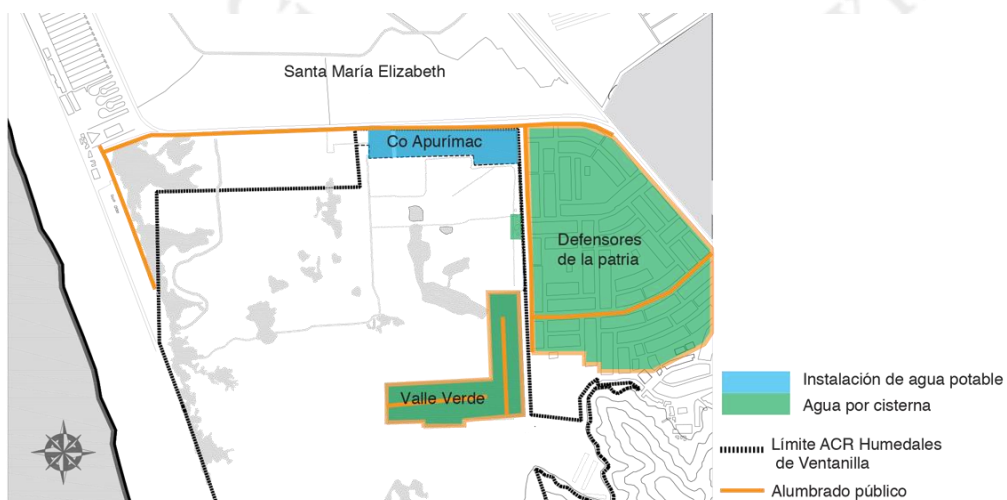 Santa María Elizabeth
Co Apurímac
Defensores
de la patria
Valle Verde
Instalación de agua potable
Agua por cisterna
Límite ACR Humedales
de Ventanilla
Alumbrado público